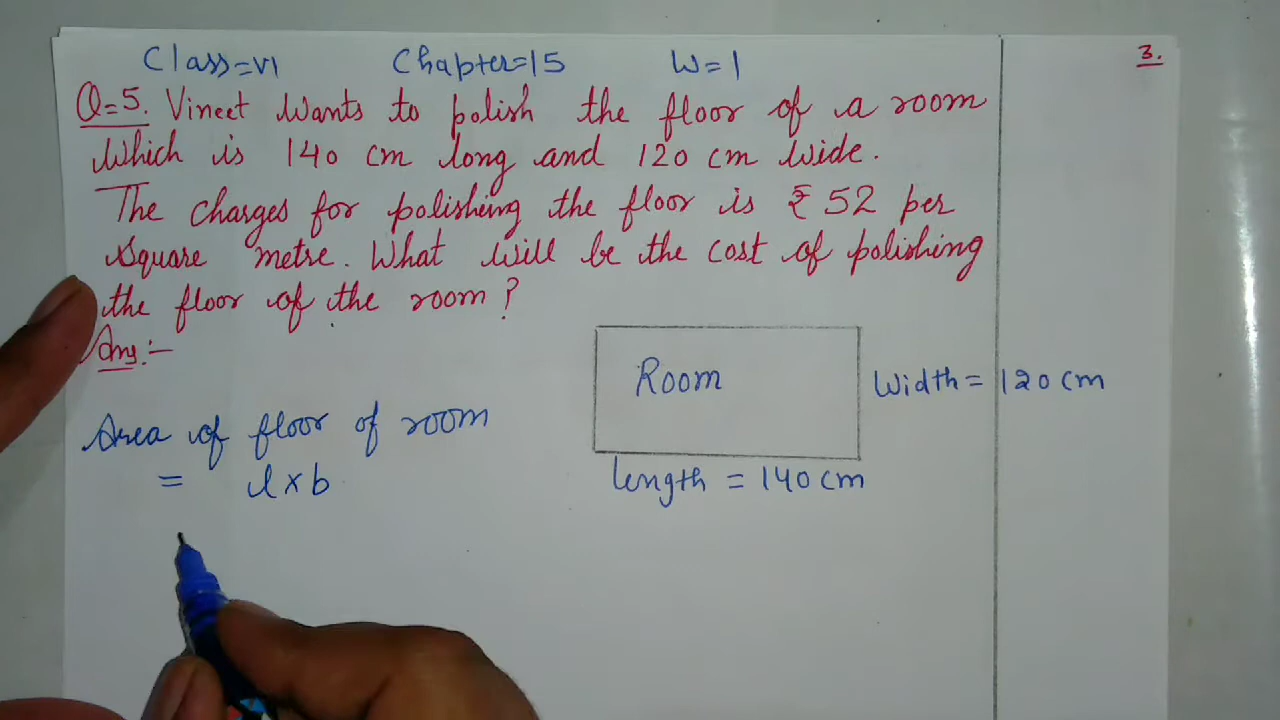 Class=VI Chapter=15 W=1
3.
Q=5. Vineet wants to polish the floor of a room
which is 140 cm long and 120 cm wide.
The charges for polisheing the floor is ₹ 52 per
square metre. What will be the cost of polishing
the floor of the room?
Ans:-
Room
Width = 120 cm
Area of floor of room
= l×b
length = 140 cm